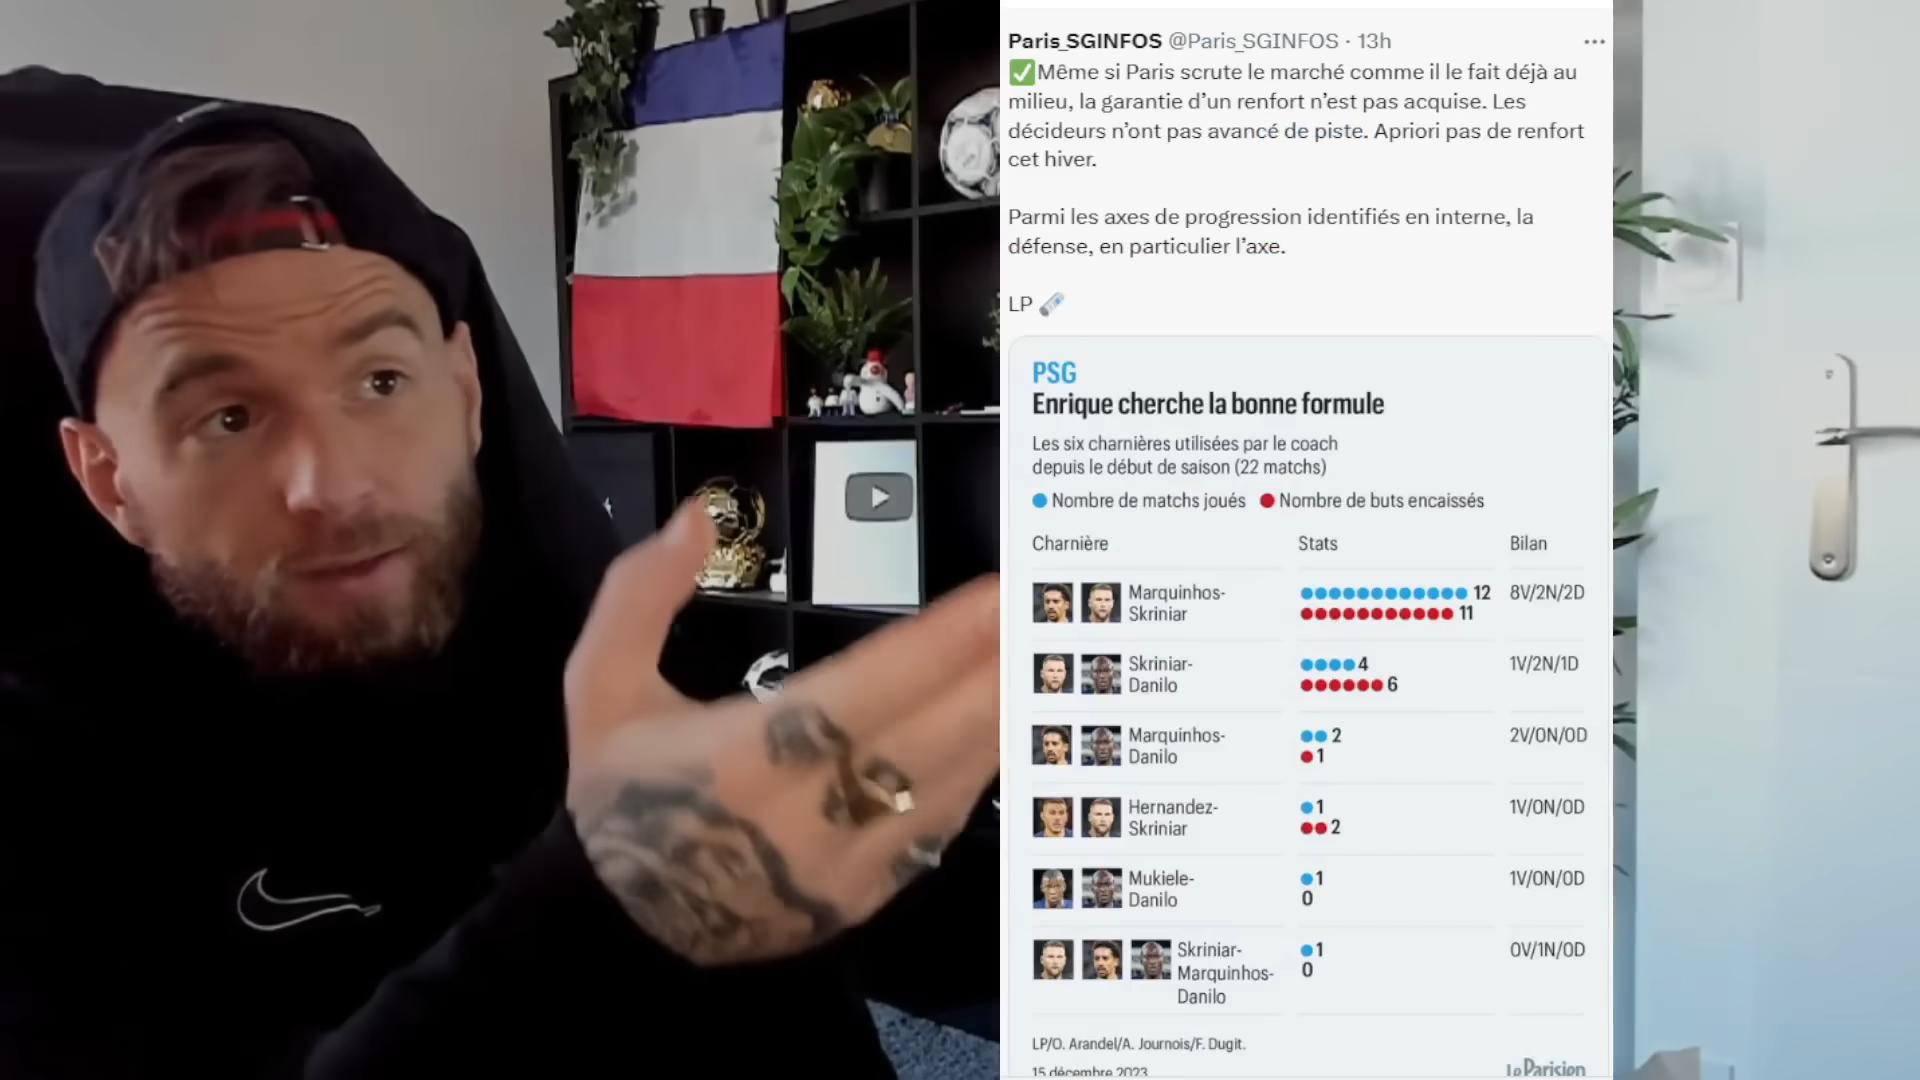 Paris_SGINFOS @Paris_SGINFOS · 13h
✅Même si Paris scrute le marché comme il le fait déjà au
milieu, la garantie d’un renfort n’est pas acquise. Les
décideurs n’ont pas avancé de piste. Apriori pas de renfort
cet hiver.
Parmi les axes de progression identifiés en interne, la
défense, en particulier l’axe.
LP 🗞️
PSG
Enrique cherche la bonne formule
Les six charnières utilisées par le coach
depuis le début de saison (22 matchs)
Nombre de matchs joués Nombre de buts encaissés
Charnière Stats Bilan
Marquinhos- 12 8V/2N/2D
Skriniar 11
Skriniar- 4 1V/2N/1D
Danilo 6
Marquinhos- 2 2V/0N/0D
Danilo 1
Hernandez- 1 1V/0N/0D
Skriniar 2
Mukiele- 1 1V/0N/0D
Danilo 0
Skriniar- 1 0V/1N/0D
Marquinhos- 0
Danilo
LP/O. Arandel/A. Journois/F. Dugit.
15 décembre 2023 Le Parisien